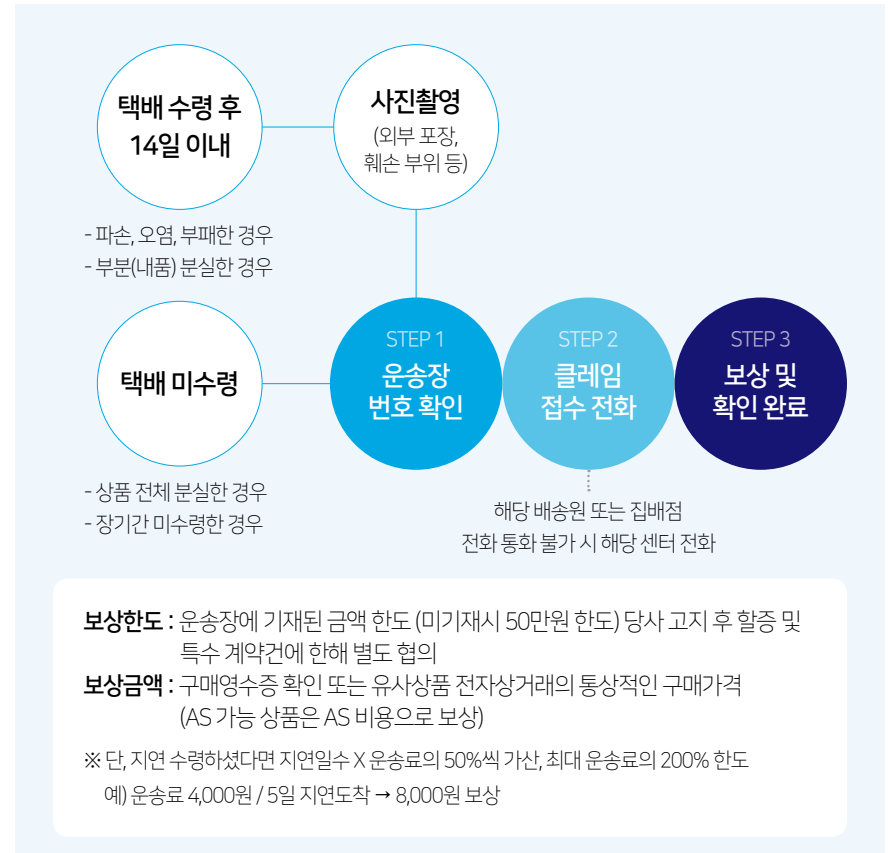 택배 수령 후
14일 이내
사진촬영
(외부 포장,
훼손 부위 등)
- 파손, 오염, 부패한 경우
- 부분(내품) 분실한 경우
택배 미수령
STEP 1
운송장
번호 확인
STEP 2
클레임
접수 전화
STEP 3
보상 및
확인 완료
- 상품 전체 분실한 경우
- 장기간 미수령한 경우
해당 배송원 또는 집배점
전화 통화 불가 시 해당 센터 전화
보상한도 : 운송장에 기재된 금액 한도 (미기재시 50만원 한도) 당사 고지 후 할증 및
특수 계약건에 한해 별도 협의
보상금액 : 구매영수증 확인 또는 유사상품 전자상거래의 통상적인 구매가격
(AS 가능 상품은 AS 비용으로 보상)
※ 단, 지연 수령하셨다면 지연일수 X 운송료의 50%씩 가산, 최대 운송료의 200% 한도
예) 운송료 4,000원 / 5일 지연도착 → 8,000원 보상